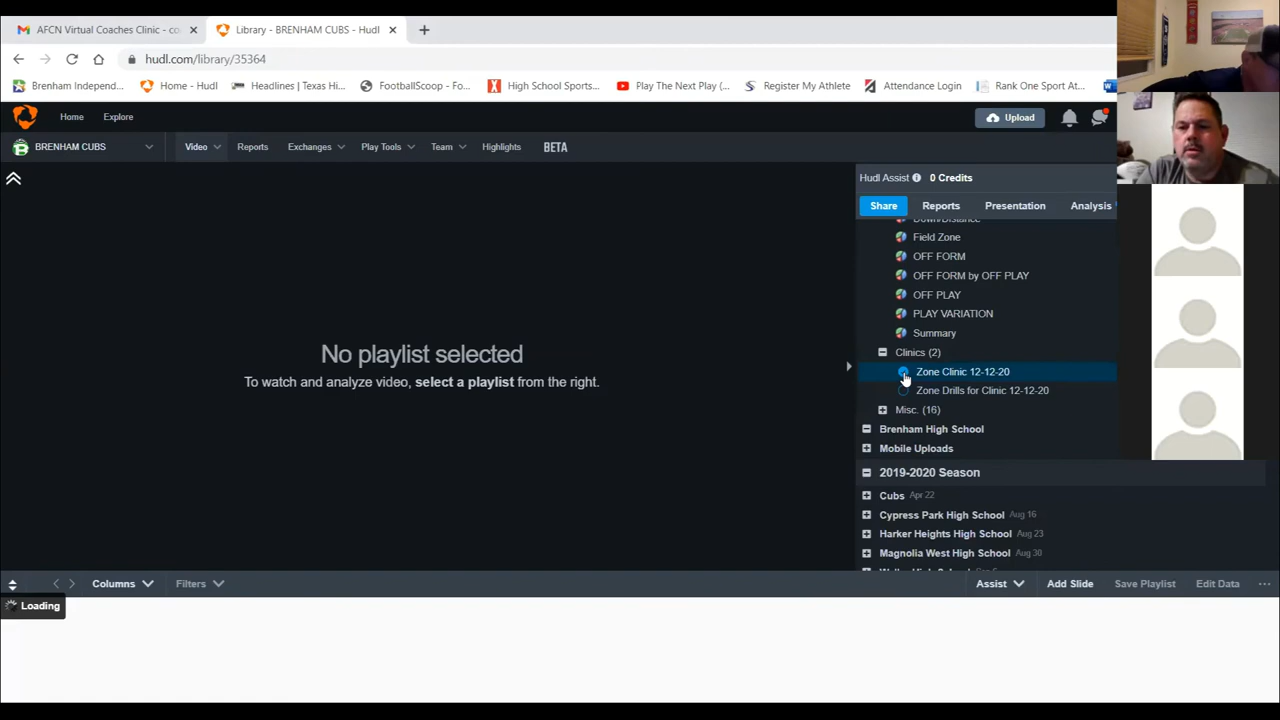 AFCN Virtual Coaches Clinic - co
Library - BRENHAM CUBS - Hudl
hudl.com/library/35364
Brenham Independ...
Home - Hudl
Headlines | Texas Hi...
FootballScoop - Fo...
High School Sports...
Play The Next Play (...
Register My Athlete
Attendance Login
Rank One Sport At...
Home
Explore
Upload
BRENHAM CUBS
Video
Reports
Exchanges
Play Tools
Team
Highlights
BETA
Hudl Assist
0 Credits
Share
Reports
Presentation
Analysis
Down/Distance
Field Zone
OFF FORM
OFF FORM by OFF PLAY
OFF PLAY
PLAY VARIATION
Summary
Clinics (2)
Zone Clinic 12-12-20
Zone Drills for Clinic 12-12-20
Misc. (16)
Brenham High School
Mobile Uploads
2019-2020 Season
Cubs Apr 22
Cypress Park High School Aug 16
Harker Heights High School Aug 23
Magnolia West High School Aug 30
No playlist selected
To watch and analyze video, select a playlist from the right.
Columns
Filters
Assist
Add Slide
Save Playlist
Edit Data
Loading